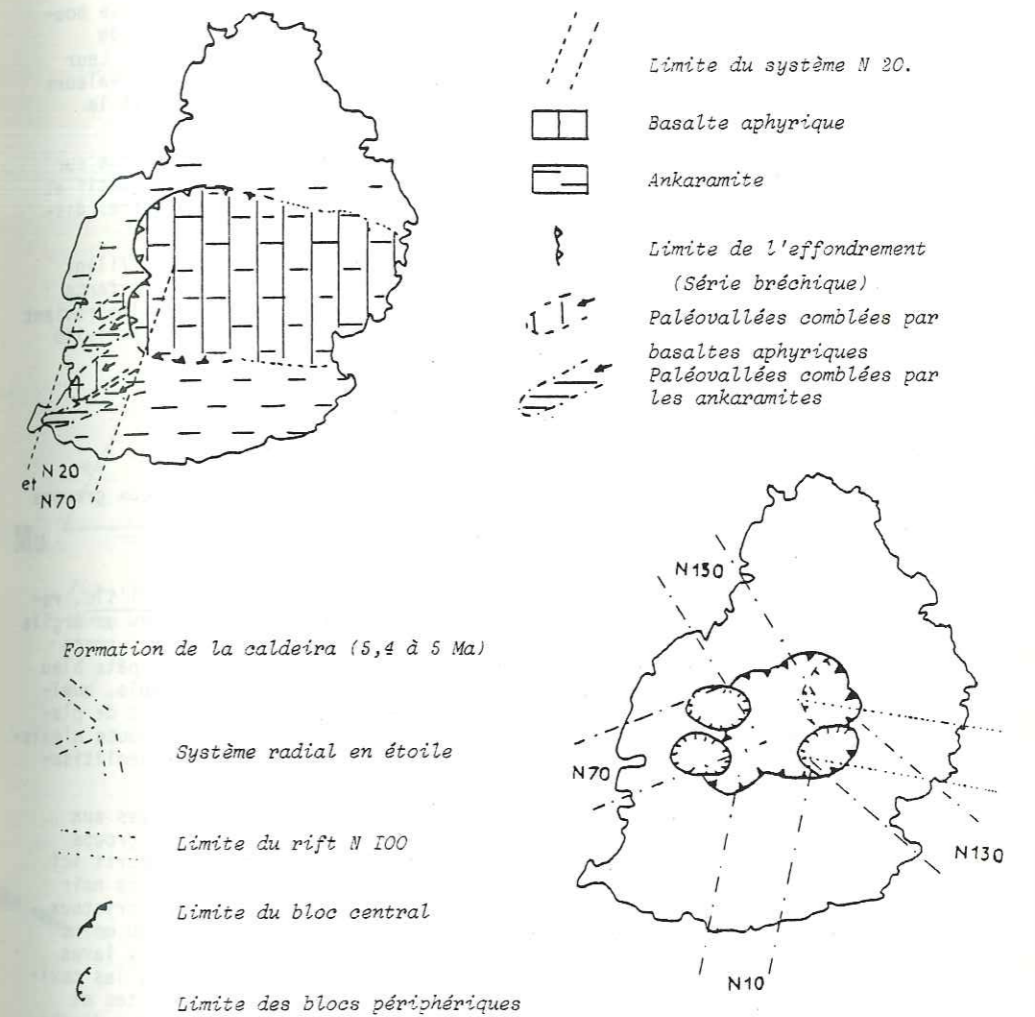 Limite du système N 20.
Basalte aphyrique
Ankaramite
Limite de l'effondrement
(Série bréchique)
Paléovallées comblées par
basaltes aphyriques
Paléovallées comblées par
les ankaramites
N 20
et
N70
Formation de la caldeira (5,4 à 5 Ma)
Système radial en étoile
Limite du rift N I00
Limite du bloc central
Limite des blocs périphériques
N150
N70
N130
N10